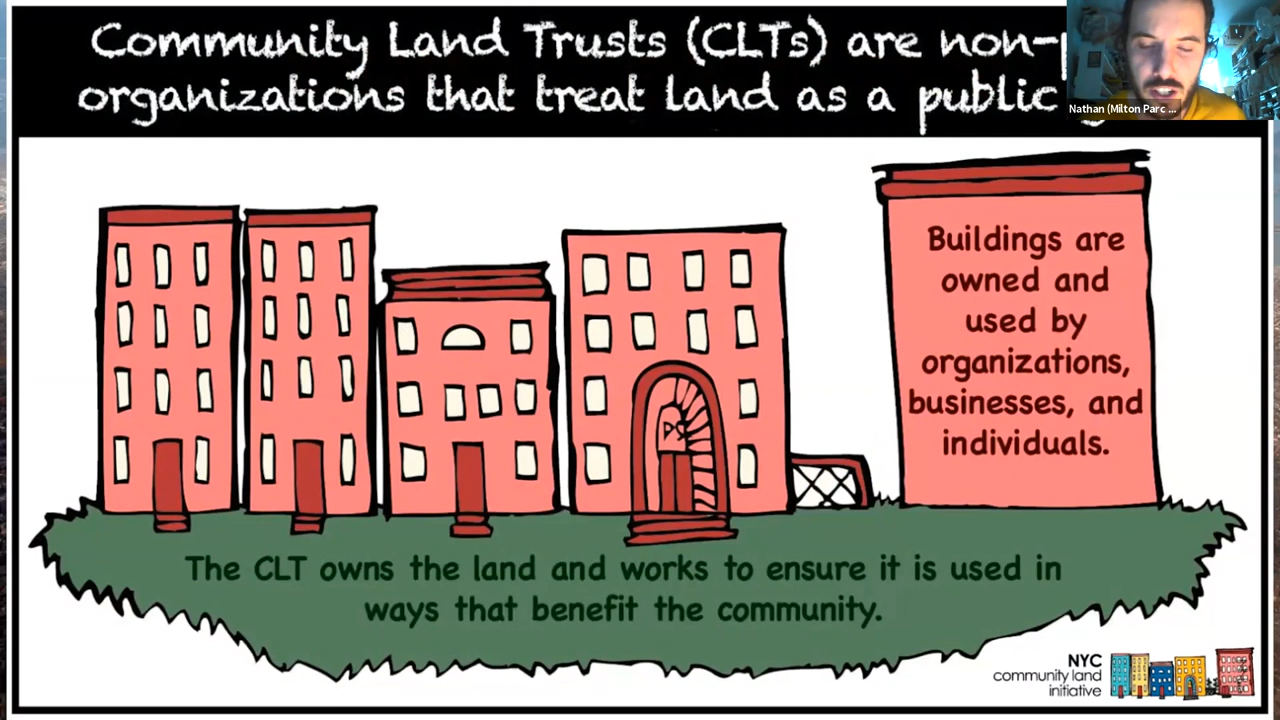 Community Land Trusts (CLTs) are non-
organizations that treat land as a public
Nathan (Milton Parc ...
Buildings are
owned and
used by
organizations,
businesses, and
individuals.
PS
The CLT owns the land and works to ensure it is used in
ways that benefit the community.
NYC
community land
initiative